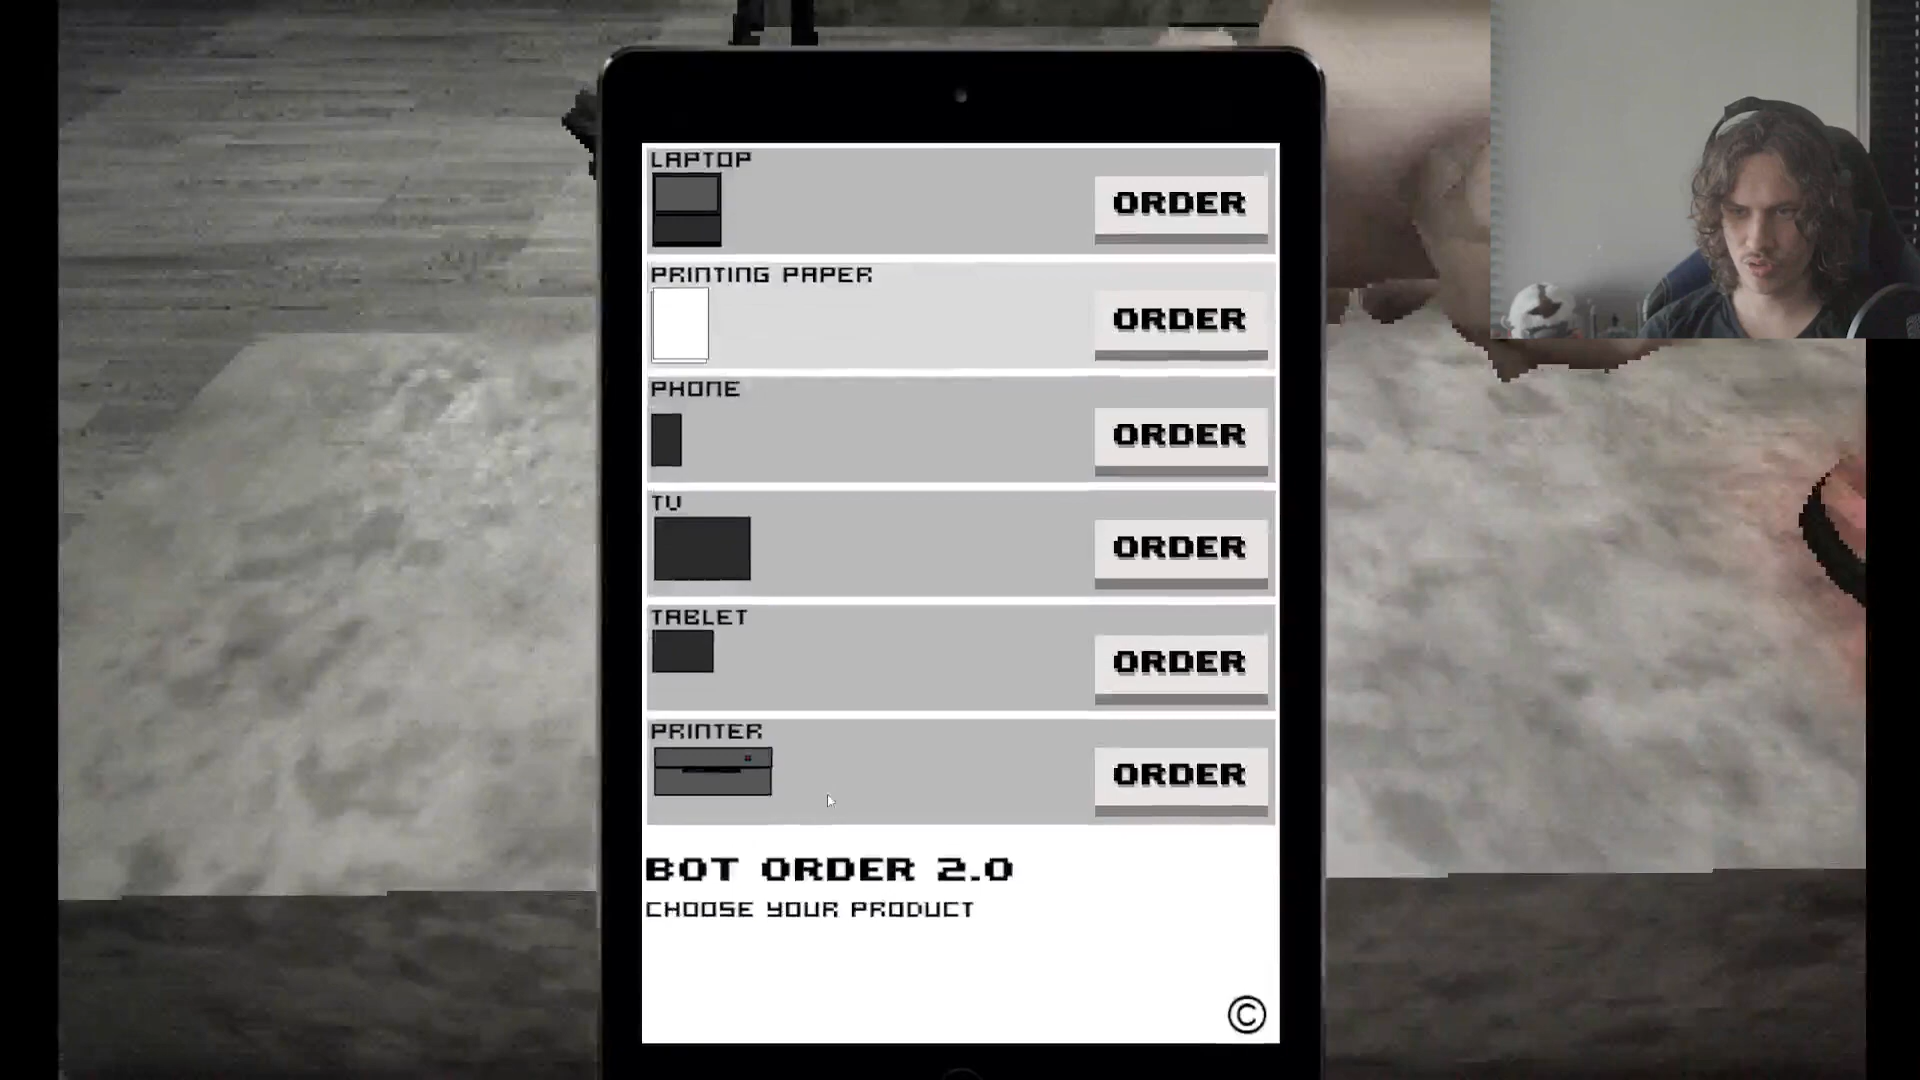 LAPTOP
ORDER
PRINTING PAPER
ORDER
PHONE
ORDER
TV
ORDER
TABLET
ORDER
PRINTER
ORDER
BOT ORDER 2.0
CHOOSE YOUR PRODUCT
©